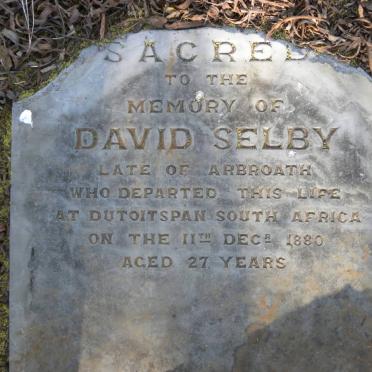 SACRED
TO THE
MEMORY OF
DAVID SELBY
LATE OF ARBROATH
WHO DEPARTED THIS LIFE
AT DUTOITSPAN SOUTH AFRICA
ON THE 11TH DECR 1880
AGED 27 YEARS